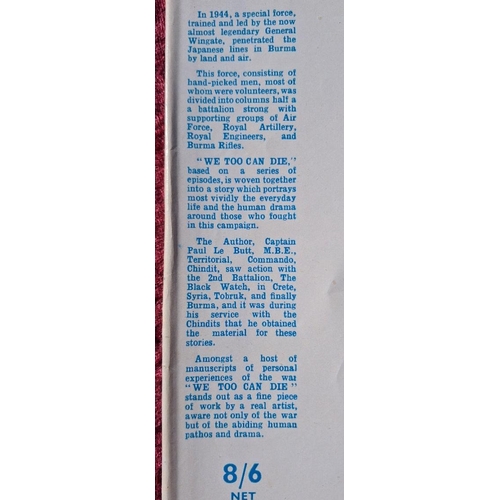 In 1944, a special force,
trained and led by the now
almost legendary General
Wingate, penetrated the
Japanese lines in Burma
by land and air.
This force, consisting of
hand-picked men, most of
whom were volunteers, was
divided into columns half a
a battalion strong with
supporting groups of Air
Force, Royal Artillery,
Royal Engineers, and
Burma Rifles.
"WE TOO CAN DIE,"
based on a series of
episodes, is woven together
into a story which portrays
most vividly the everyday
life and the human drama
around those who fought
in this campaign.
The Author, Captain
Paul Le Butt, M.B.E.,
Territorial, Commando,
Chindit, saw action with
the 2nd Battalion, The
Black Watch, in Crete,
Syria, Tobruk, and finally
Burma, and it was during
his service with the
Chindits that he obtained
the material for these
stories.
Amongst a host of
manuscripts of personal
experiences of the war
"WE TOO CAN DIE"
stands out as a fine piece
of work by a real artist,
aware not only of the war
but of the abiding human
pathos and drama.
8/6
NET